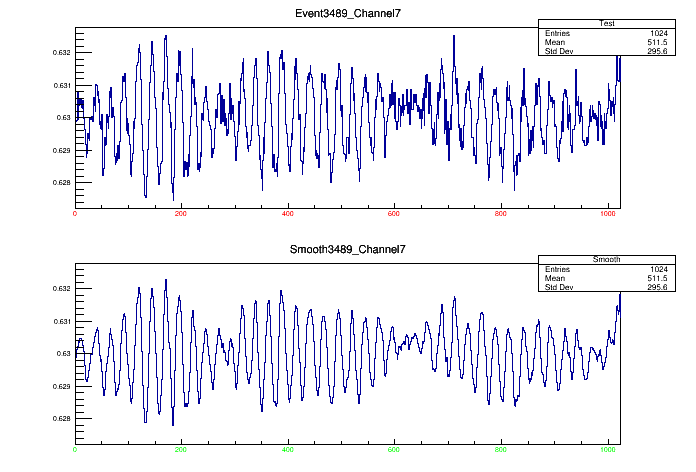 Event3489_Channel7
Test
Entries 1024
Mean 511.5
Std Dev 295.6
0.632
0.631
0.63
0.629
0.628
0 200 400 600 800 1000
Smooth3489_Channel7
Smooth
Entries 1024
Mean 511.5
Std Dev 295.6
0.632
0.631
0.63
0.629
0.628
0 200 400 600 800 1000